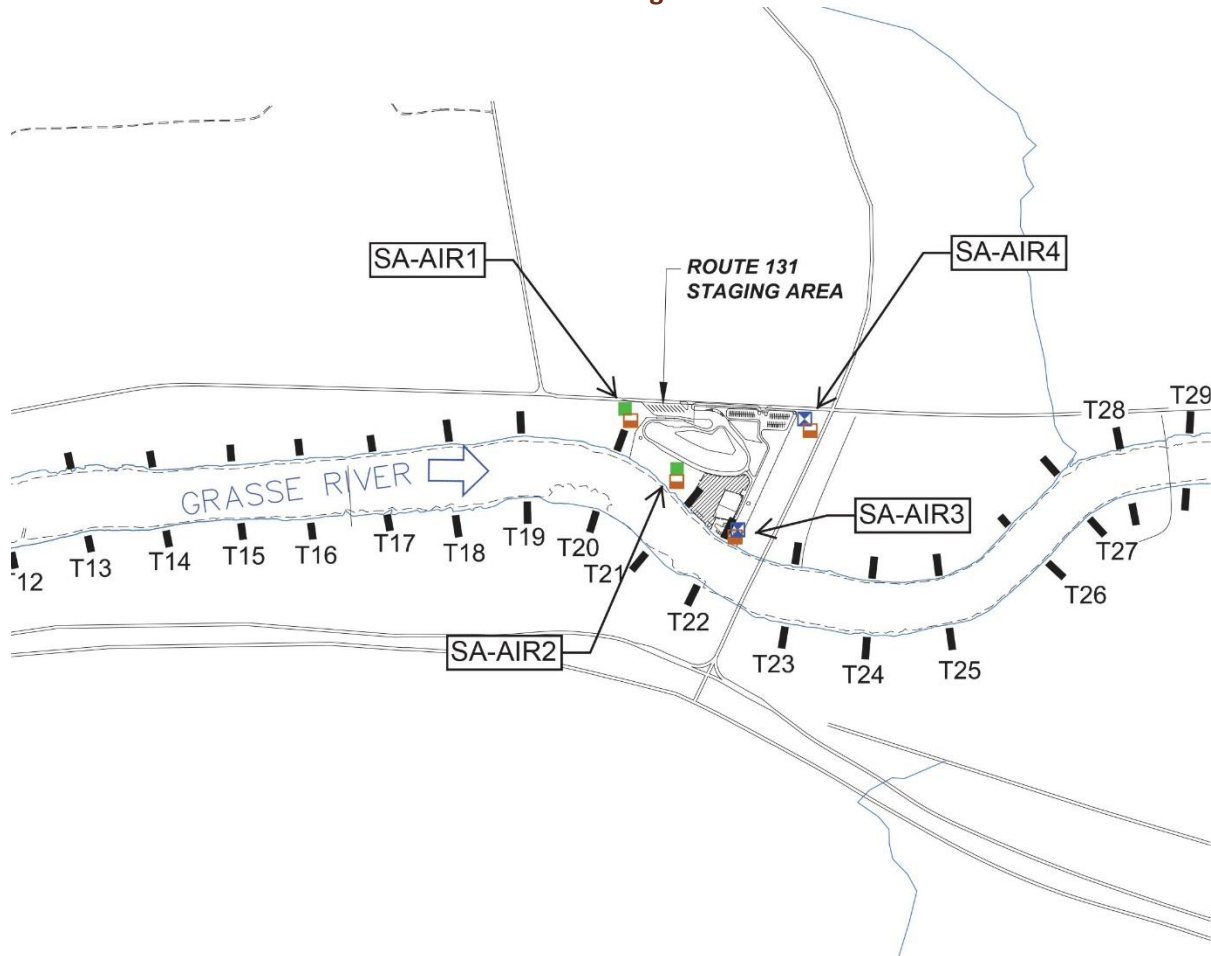 g
SA-AIR1
SA-AIR4
ROUTE 131
STAGING AREA
T28
T29
GRASSE RIVER
SA-AIR3
T12
T13
T14
T15
T16
T17
T18
T19
T20
T21
T22
T27
T26
SA-AIR2
T23
T24
T25